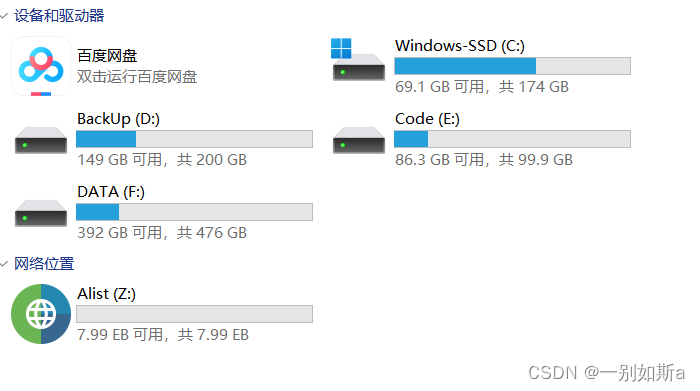 设备和驱动器
百度网盘
双击运行百度网盘
Windows-SSD (C:)
69.1 GB 可用，共 174 GB
BackUp (D:)
149 GB 可用，共 200 GB
Code (E:)
86.3 GB 可用，共 99.9 GB
DATA (F:)
392 GB 可用，共 476 GB
网络位置
Alist (Z:)
7.99 EB 可用，共 7.99 EB
CSDN @一别如斯a